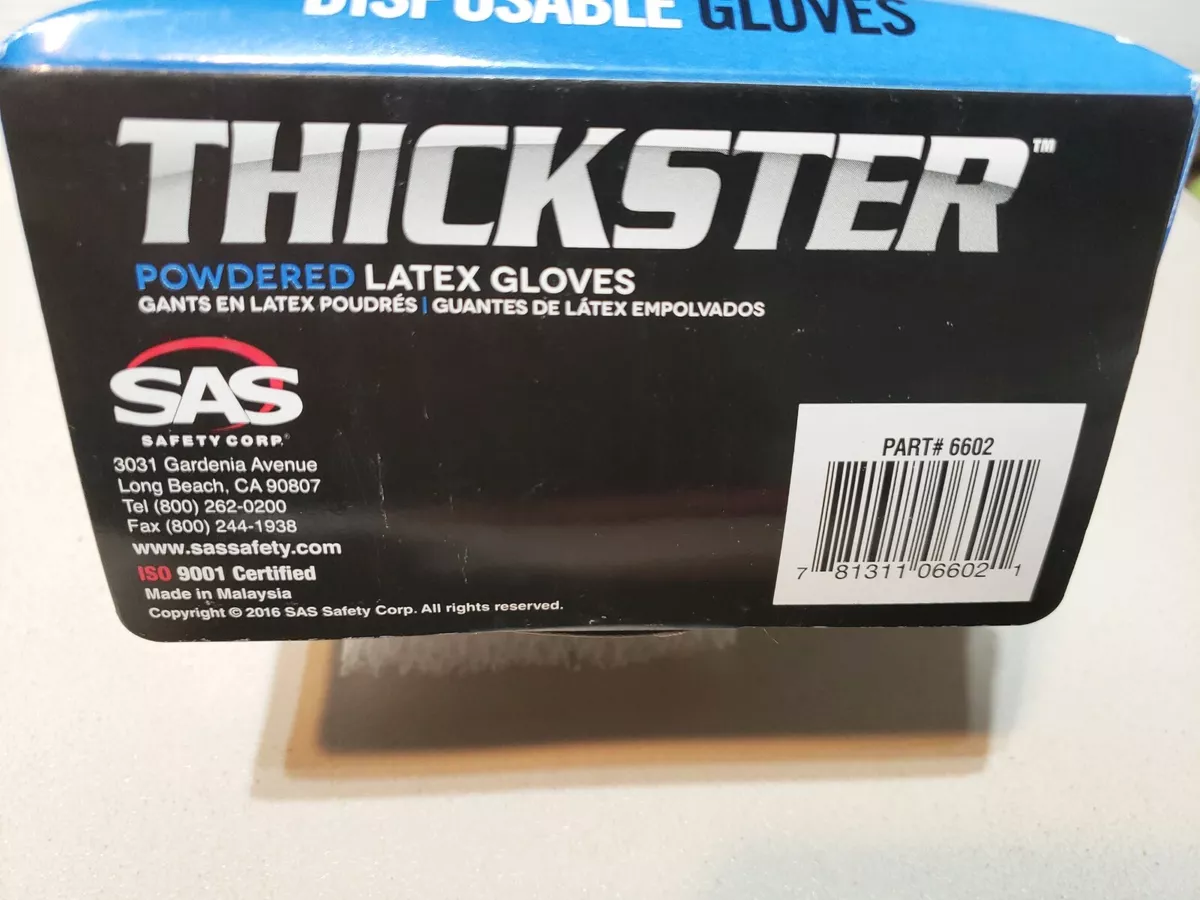 DISPOSABLE GLOVES
THICKSTER™
POWDERED LATEX GLOVES
GANTS EN LATEX POUDRÉS | GUANTES DE LÁTEX EMPOLVADOS
SAS
SAFETY CORP.®
3031 Gardenia Avenue
Long Beach, CA 90807
Tel (800) 262-0200
Fax (800) 244-1938
www.sassafety.com
ISO 9001 Certified
Made in Malaysia
Copyright © 2016 SAS Safety Corp. All rights reserved.
PART# 6602
7 81311 06602 1